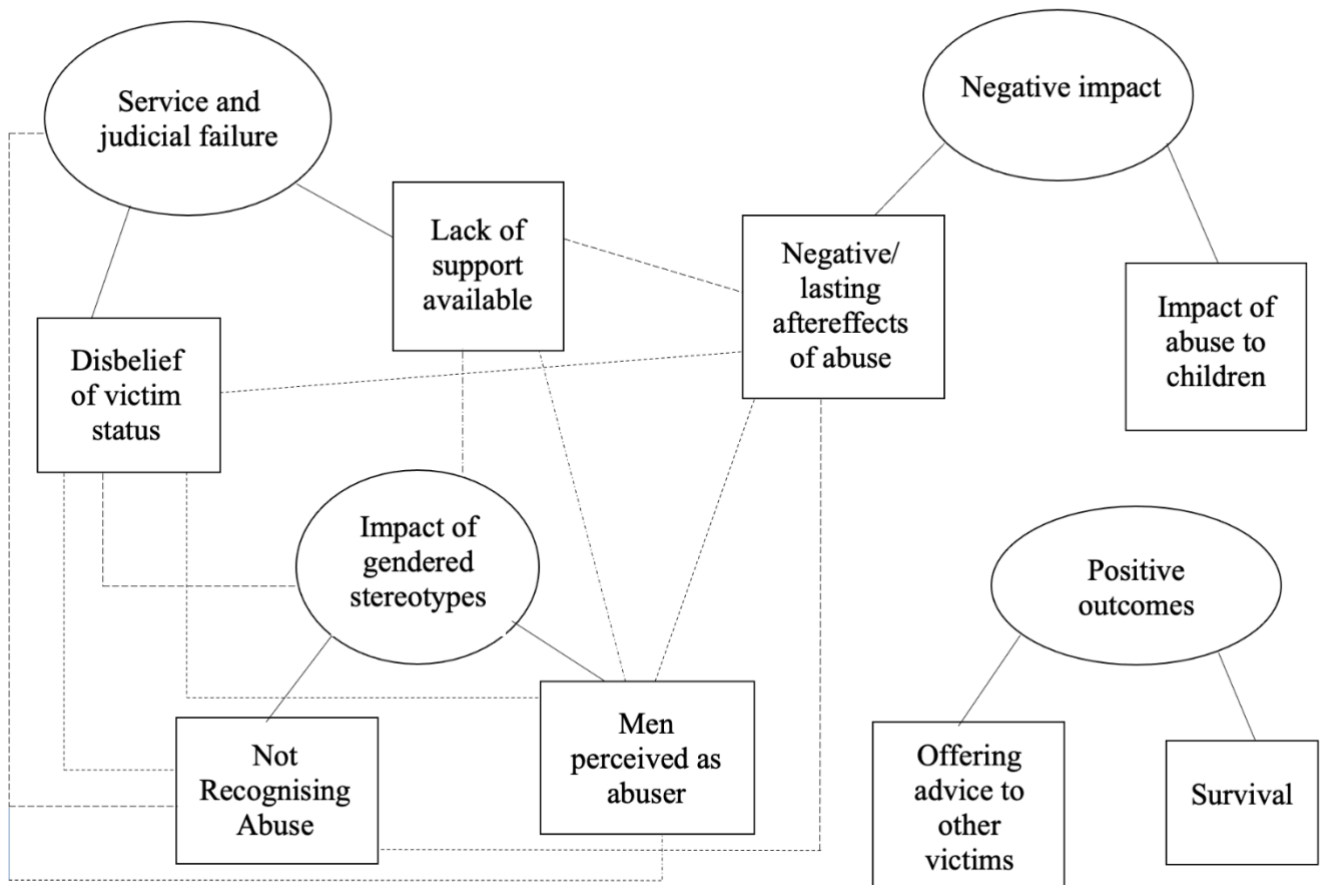 Service and
judicial failure
Negative impact
Lack of
support
available
Negative/
lasting
aftereffects
of abuse
Impact of
abuse to
children
Disbelief
of victim
status
Impact of
gendered
stereotypes
Positive
outcomes
Not
Recognising
Abuse
Men
perceived as
abuser
Offering
advice to
other
victims
Survival